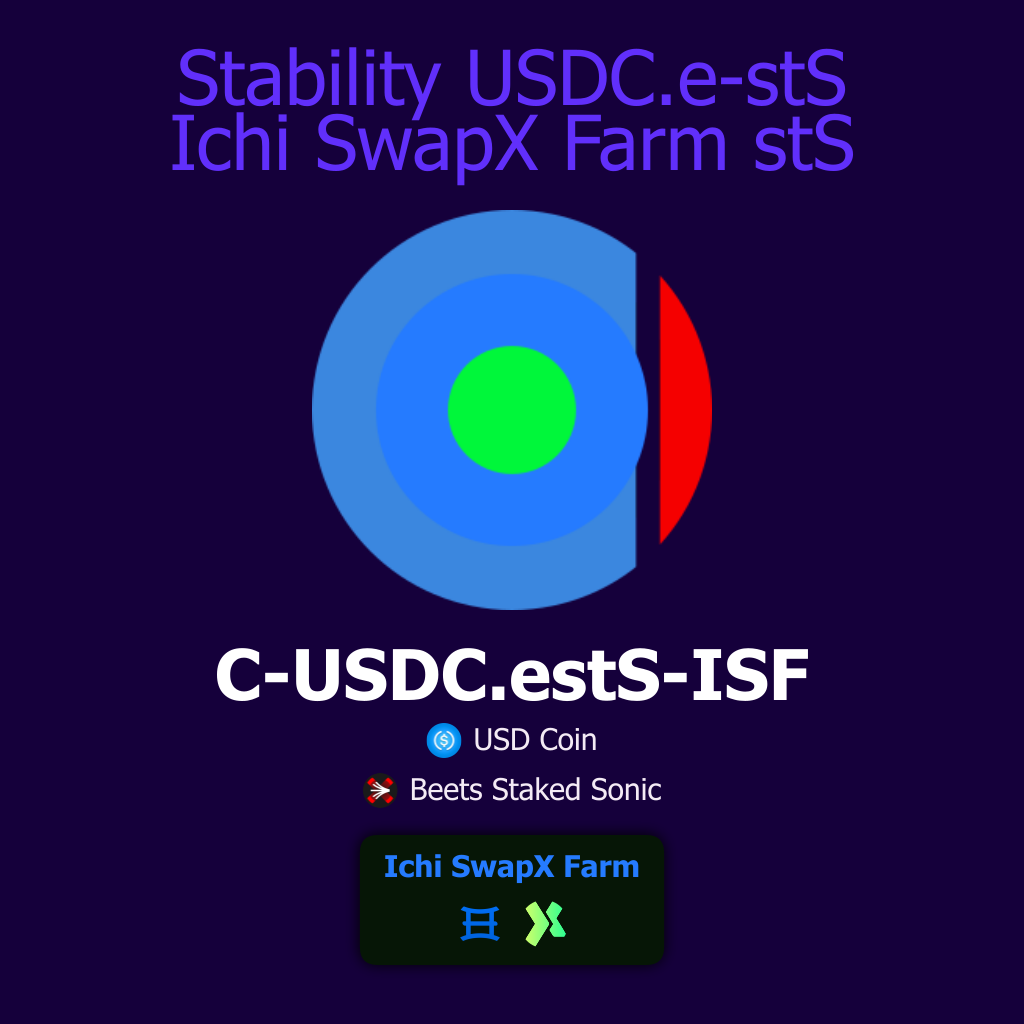 Stability USDC.e-stS
Ichi SwapX Farm stS
C-USDC.estS-ISF
USD Coin
Beets Staked Sonic
Ichi SwapX Farm